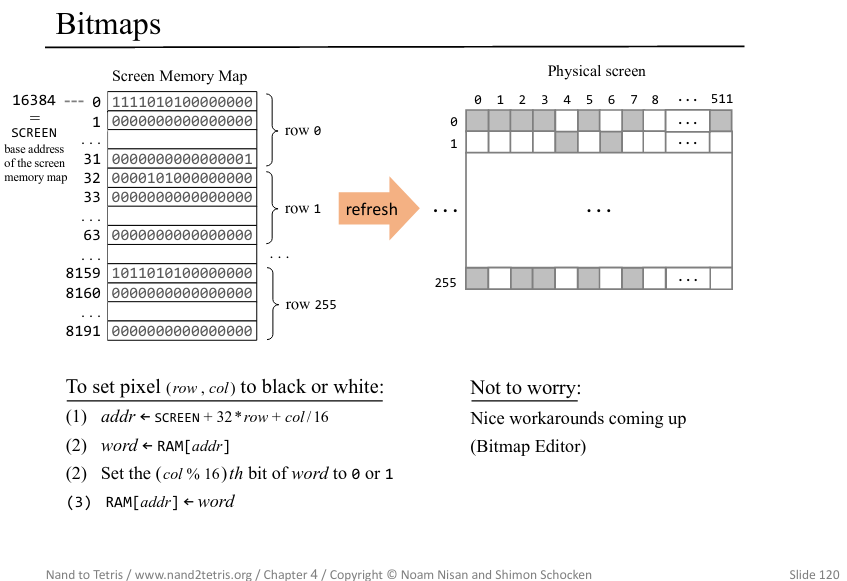 Bitmaps
Screen Memory Map
16384 --- 0 1111010100000000
=
SCREEN
base address
of the screen
memory map
1 0000000000000000
...
31 0000000000000001
row 0
32 0000101000000000
33 0000000000000000
...
63 0000000000000000
row 1
... ...
8159 1011010100000000
8160 0000000000000000
...
8191 0000000000000000
row 255
refresh
Physical screen
0 1 2 3 4 5 6 7 8 ... 511
0 ...
1 ...
... ...
255 ...
To set pixel (row , col) to black or white:
(1) addr ← SCREEN + 32*row + col/16
(2) word ← RAM[addr]
(2) Set the (col % 16)th bit of word to 0 or 1
(3) RAM[addr] ← word
Not to worry:
Nice workarounds coming up
(Bitmap Editor)
Nand to Tetris / www.nand2tetris.org / Chapter 4 / Copyright © Noam Nisan and Shimon Schocken
Slide 120